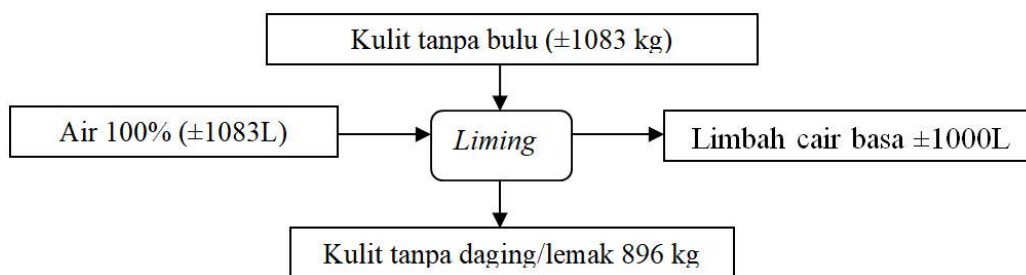 Kulit tanpa bulu (±1083 kg)
Air 100% (±1083L)
Liming
Limbah cair basa ±1000L
Kulit tanpa daging/lemak 896 kg